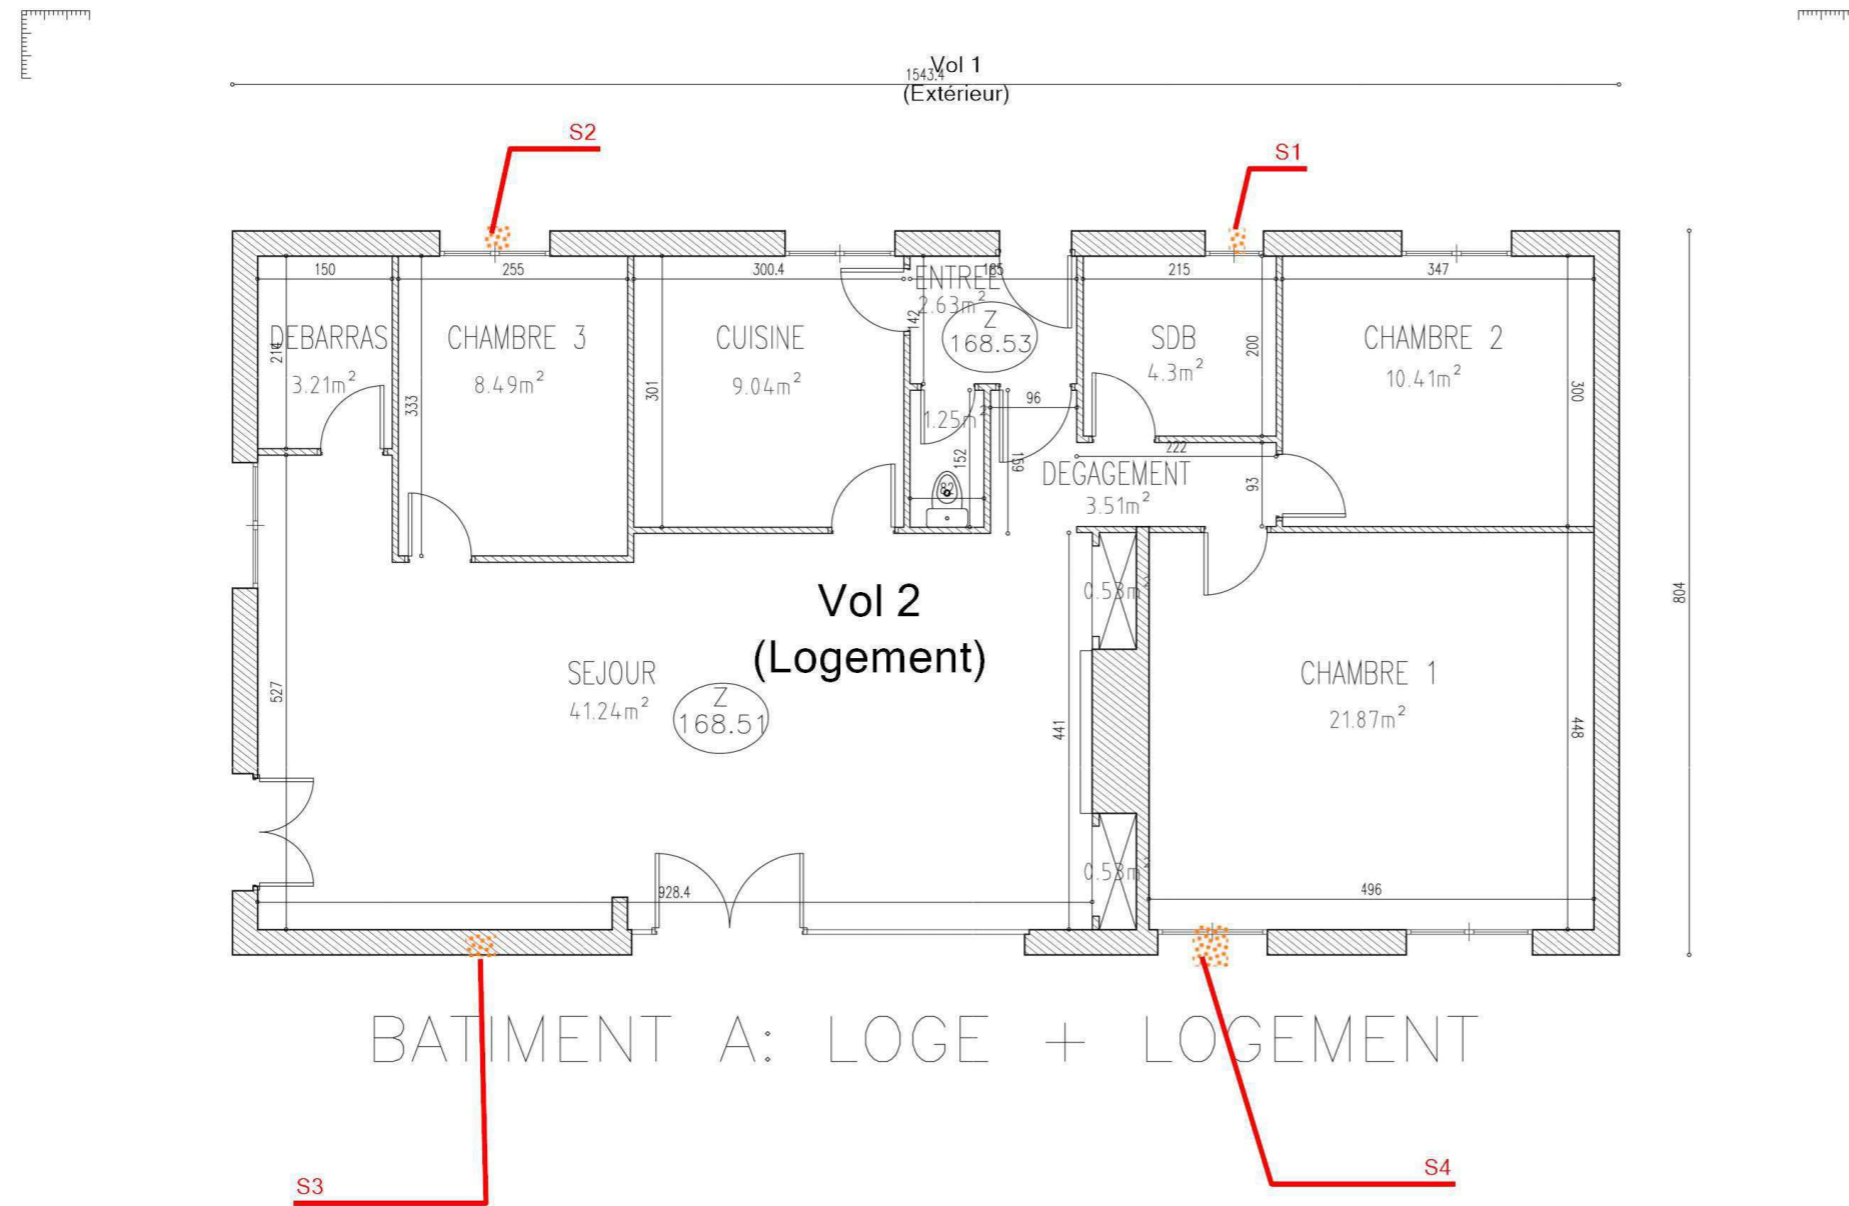 Vol 1
1543.4
(Extérieur)
S2
S1
150
255
300.4
185
215
347
ENTREE
2.63m²
142
Z
168.53
DEBARRAS
3.21m²
214
CHAMBRE 3
8.49m²
333
CUISINE
9.04m²
301
SDB
4.3m²
200
CHAMBRE 2
10.41m²
300
96
1.25m²
152
82
159
222
DEGAGEMENT
3.51m²
93
804
Vol 2
(Logement)
0.53m²
SEJOUR
41.24m²
Z
168.51
527
441
CHAMBRE 1
21.87m²
448
0.53m²
928.4
496
BATIMENT A: LOGE + LOGEMENT
S3
S4